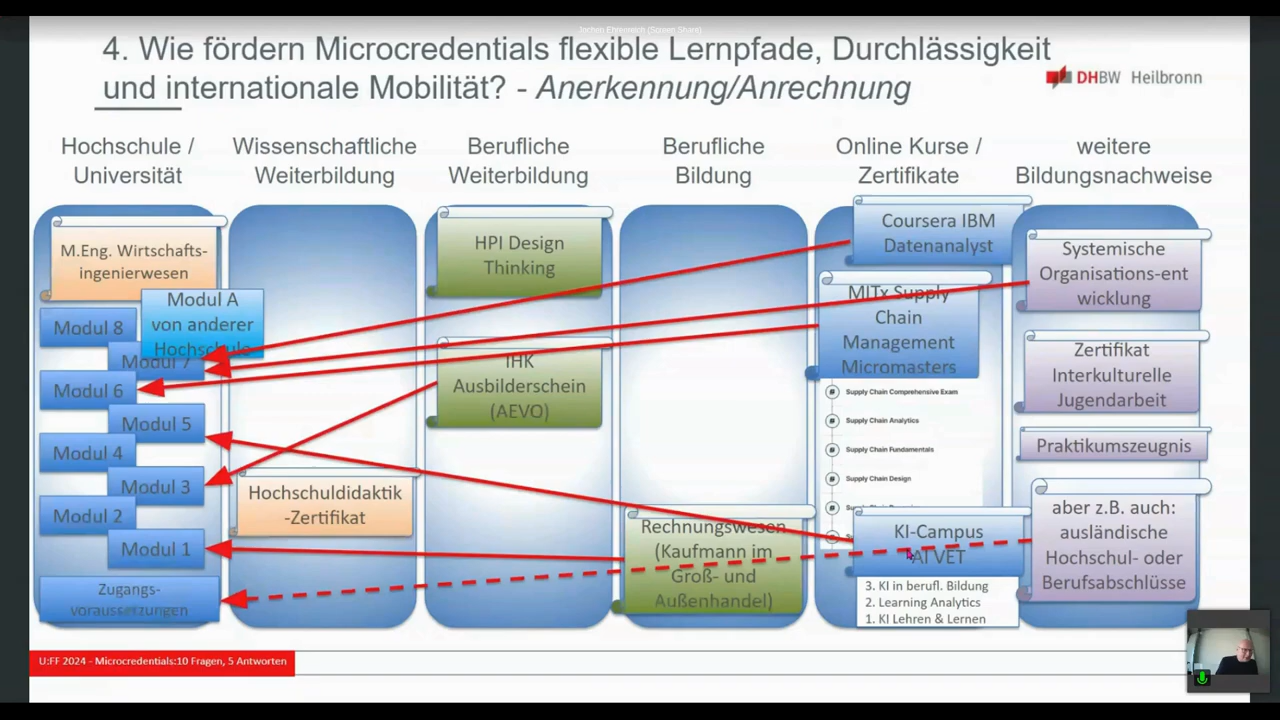 Jochen Ehrenreich (Screen Share)
4. Wie fördern Microcredentials flexible Lernpfade, Durchlässigkeit
und internationale Mobilität? - Anerkennung/Anrechnung
DHBW Heilbronn
Hochschule /
Universität
Wissenschaftliche
Weiterbildung
Berufliche
Weiterbildung
Berufliche
Bildung
Online Kurse /
Zertifikate
weitere
Bildungsnachweise
M.Eng. Wirtschafts-
ingenierwesen
Modul A
von anderer
Hochschule
Modul 8
Modul 7
Modul 6
Modul 5
Modul 4
Modul 3
Modul 2
Modul 1
Zugangs-
voraussetzungen
Hochschuldidaktik
-Zertifikat
HPI Design
Thinking
IHK
Ausbilderschein
(AEVO)
Rechnungswesen
(Kaufmann im
Groß- und
Außenhandel)
Coursera IBM
Datenanalyst
MITx Supply
Chain
Management
Micromasters
Supply Chain Comprehensive Exam
Supply Chain Analytics
Supply Chain Fundamentals
Supply Chain Design
KI-Campus
AI VET
3. KI in berufl. Bildung
2. Learning Analytics
1. KI Lehren & Lernen
Systemische
Organisations-ent
wicklung
Zertifikat
Interkulturelle
Jugendarbeit
Praktikumszeugnis
aber z.B. auch:
ausländische
Hochschul- oder
Berufsabschlüsse
U:FF 2024 - Microcredentials:10 Fragen, 5 Antworten